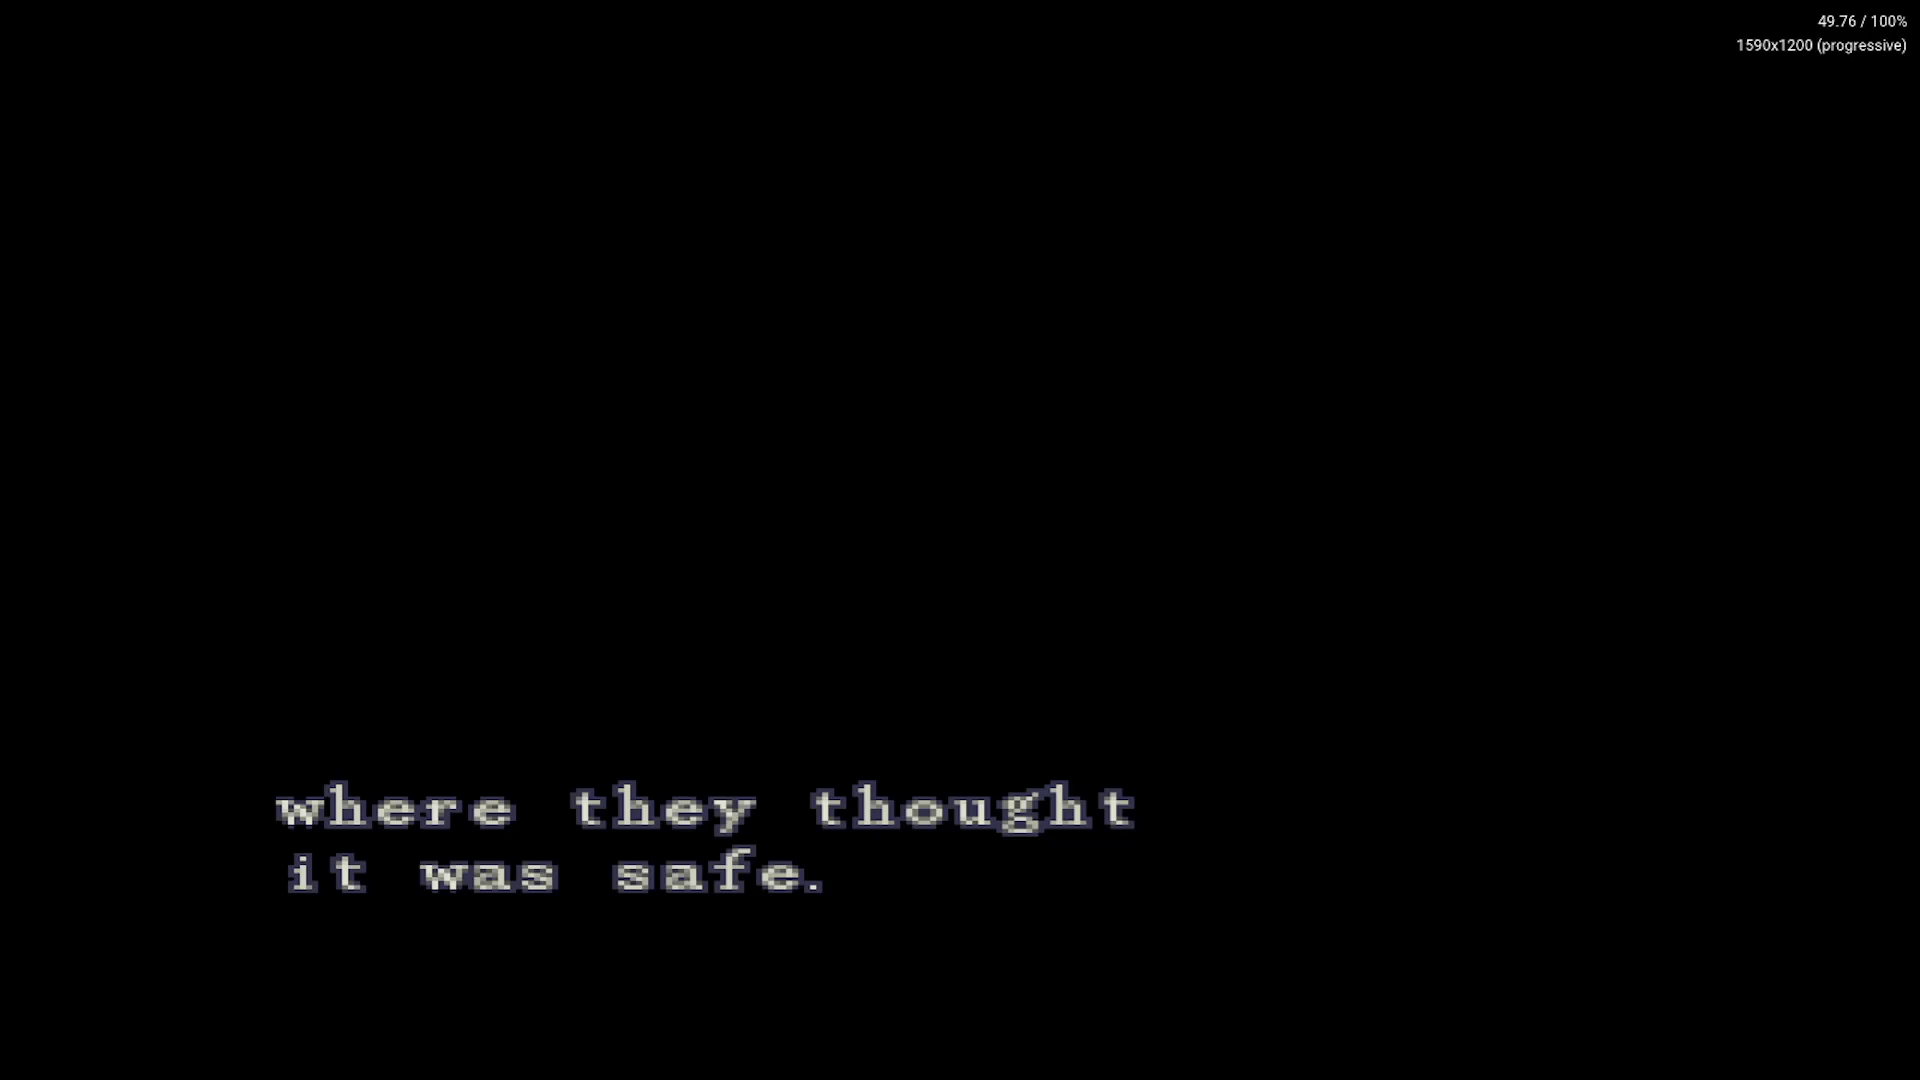 49.76 / 100%
1590x1200 (progressive)
where they thought
it was safe.